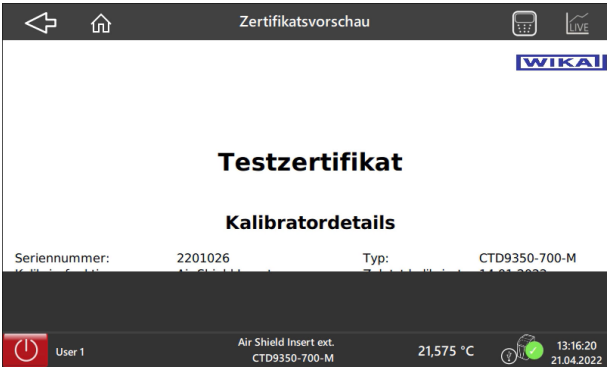 Zertifikatsvorschau
LIVE
WIKA
Testzertifikat
Kalibratordetails
Seriennummer: 2201026 Typ: CTD9350-700-M
User 1
Air Shield Insert ext.
CTD9350-700-M
21,575 °C
13:16:20
21.04.2022